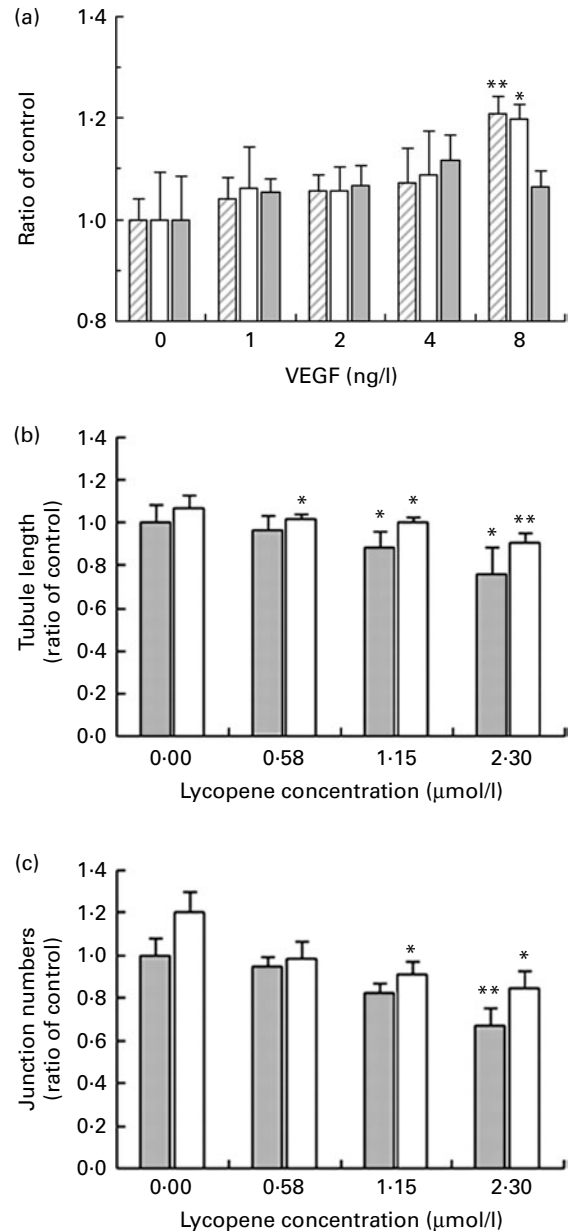 (a)
1·4
1·2
1·0
0·8
Ratio of control
** *
0 1 2 4 8
VEGF (ng/l)
(b)
1·4
1·2
1·0
0·8
0·6
0·4
0·2
0·0
Tubule length
(ratio of control)
* * * * **
0·00 0·58 1·15 2·30
Lycopene concentration (μmol/l)
(c)
1·4
1·2
1·0
0·8
0·6
0·4
0·2
0·0
Junction numbers
(ratio of control)
* ** *
0·00 0·58 1·15 2·30
Lycopene concentration (μmol/l)